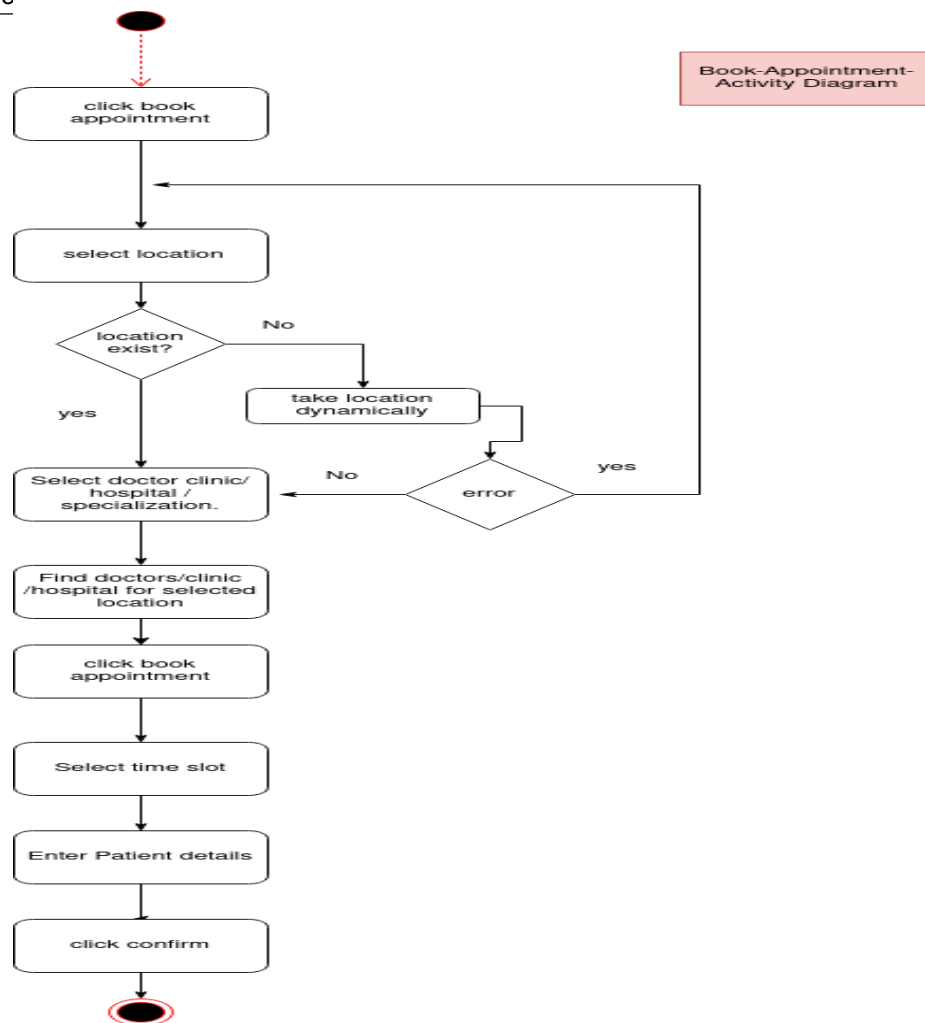 Book-Appointment-
Activity Diagram
click book
appointment
select location
location
exist?
No
take location
dynamically
yes
error
yes
No
Select doctor clinic/
hospital /
specialization.
Find doctors/clinic
/hospital for selected
location
click book
appointment
Select time slot
Enter Patient details
click confirm